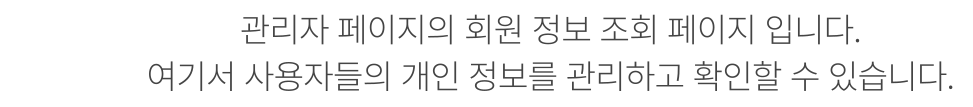 관리자 페이지의 회원 정보 조회 페이지 입니다.
여기서 사용자들의 개인 정보를 관리하고 확인할 수 있습니다.